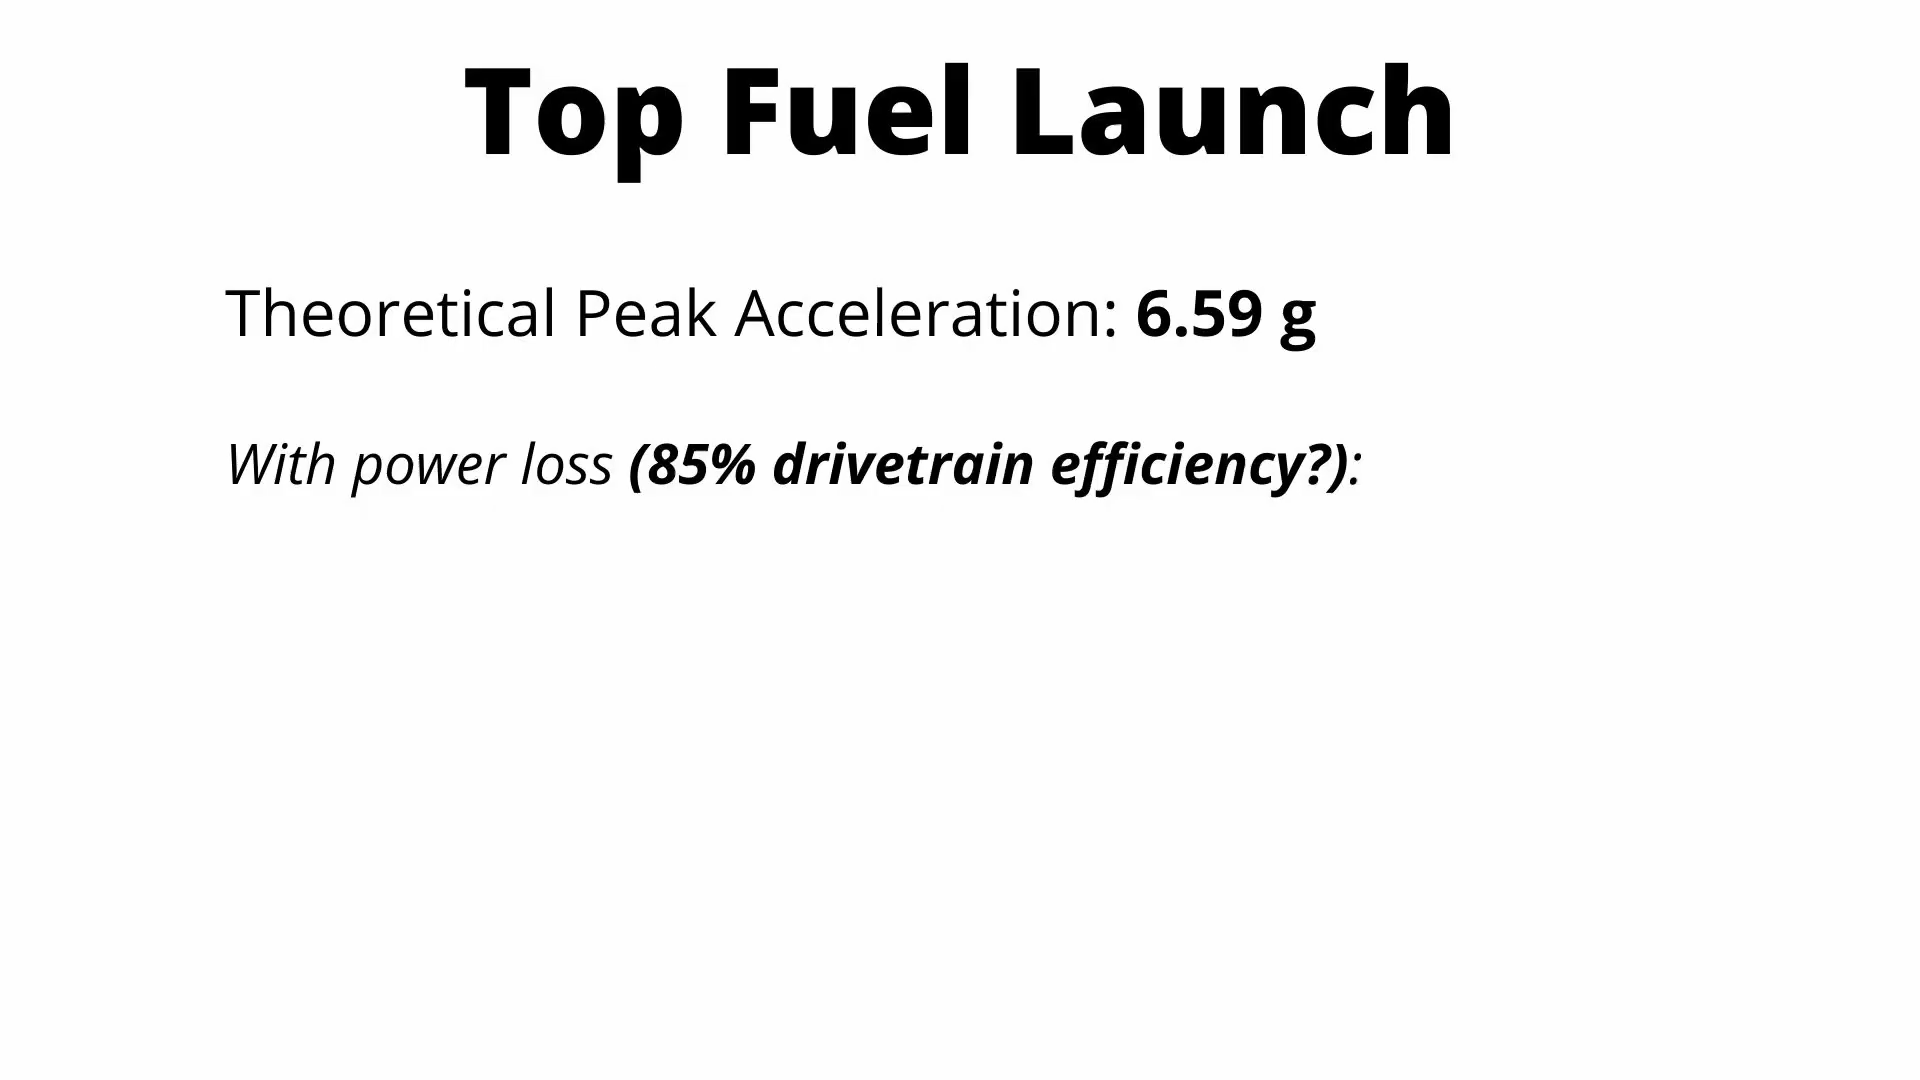 Top Fuel Launch
Theoretical Peak Acceleration: 6.59 g
With power loss (85% drivetrain efficiency?):